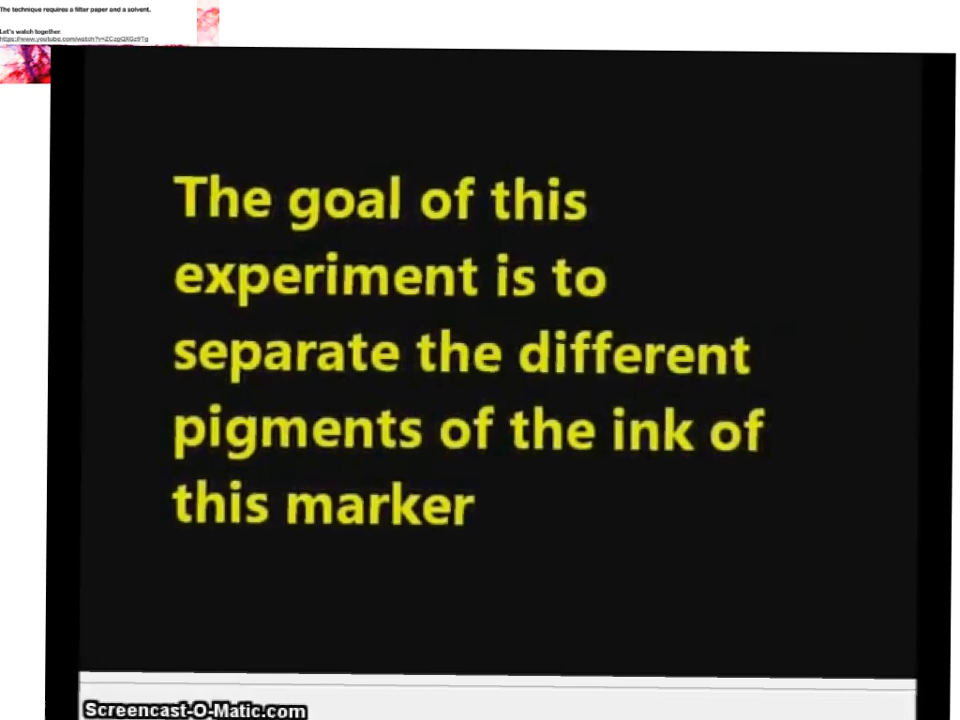 The technique requires a filter paper and a solvent.
Let's watch together.
The goal of this
experiment is to
separate the different
pigments of the ink of
this marker
Screencast-O-Matic.com